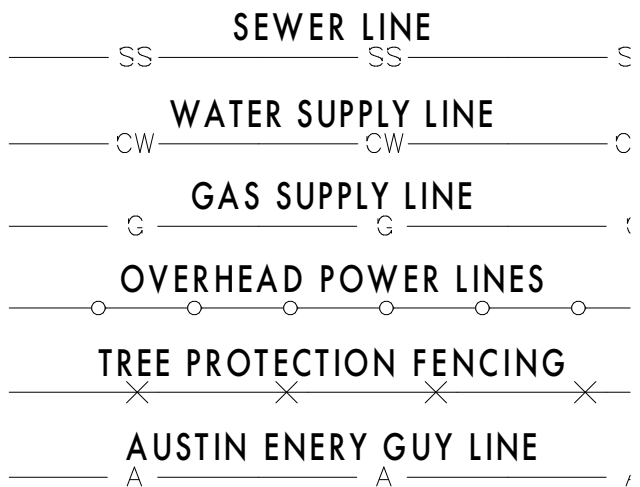 SEWER LINE
SS SS S
WATER SUPPLY LINE
CW CW C
GAS SUPPLY LINE
G G
OVERHEAD POWER LINES
TREE PROTECTION FENCING
AUSTIN ENERY GUY LINE
A A